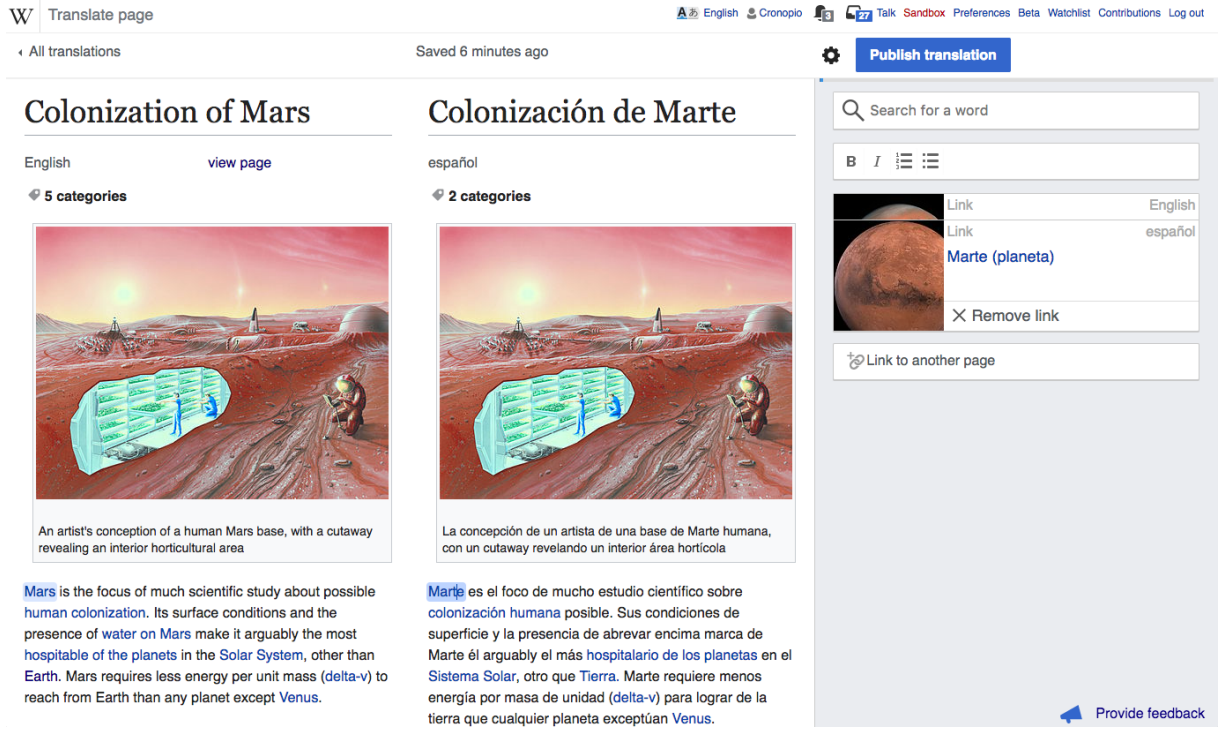 W Translate page
Aあ English Cronopio 3 27 Talk Sandbox Preferences Beta Watchlist Contributions Log out
All translations
Saved 6 minutes ago
Publish translation
Colonization of Mars
English view page
5 categories
An artist's conception of a human Mars base, with a cutaway
revealing an interior horticultural area
Mars is the focus of much scientific study about possible
human colonization. Its surface conditions and the
presence of water on Mars make it arguably the most
hospitable of the planets in the Solar System, other than
Earth. Mars requires less energy per unit mass (delta-v) to
reach from Earth than any planet except Venus.
Colonización de Marte
español
2 categories
La concepción de un artista de una base de Marte humana,
con un cutaway revelando un interior área hortícola
Marte es el foco de mucho estudio científico sobre
colonización humana posible. Sus condiciones de
superficie y la presencia de abrevar encima marca de
Marte él arguably el más hospitalario de los planetas en el
Sistema Solar, otro que Tierra. Marte requiere menos
energía por masa de unidad (delta-v) para lograr de la
tierra que cualquier planeta exceptúan Venus.
Search for a word
B I
Link English
Link español
Marte (planeta)
Remove link
Link to another page
Provide feedback